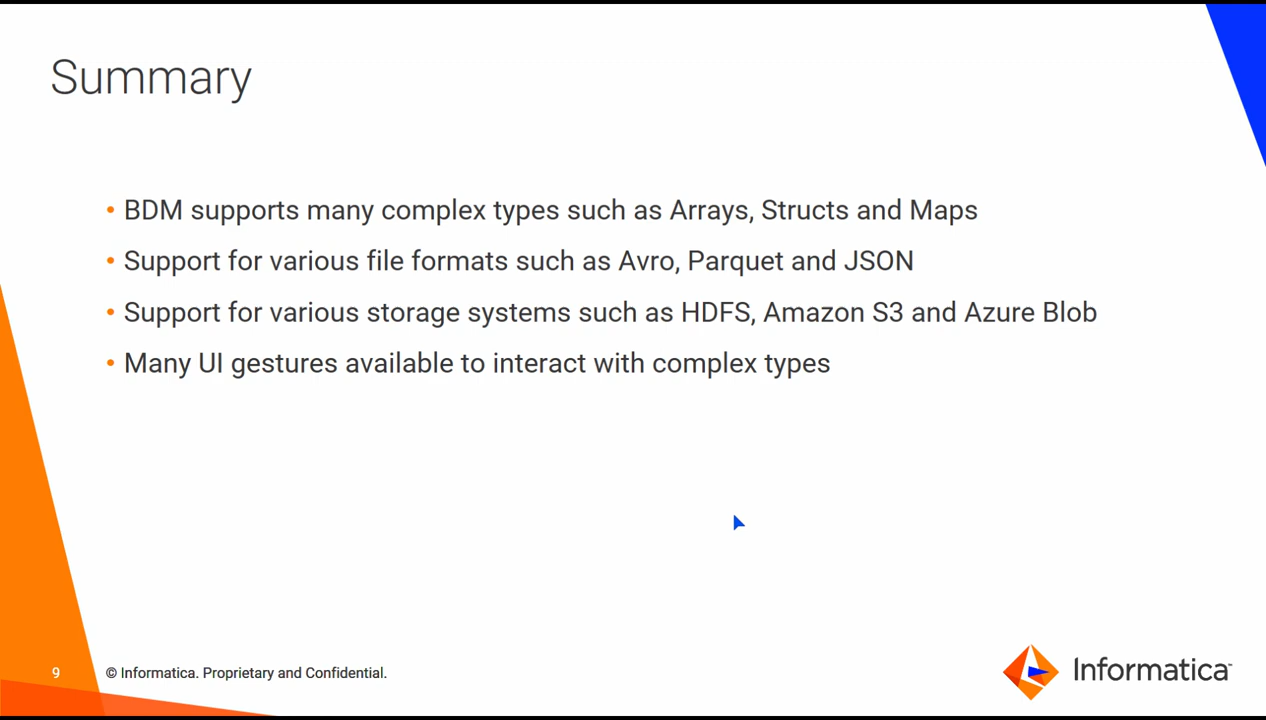 Summary
• BDM supports many complex types such as Arrays, Structs and Maps
• Support for various file formats such as Avro, Parquet and JSON
• Support for various storage systems such as HDFS, Amazon S3 and Azure Blob
• Many UI gestures available to interact with complex types
9 © Informatica. Proprietary and Confidential.
Informatica™